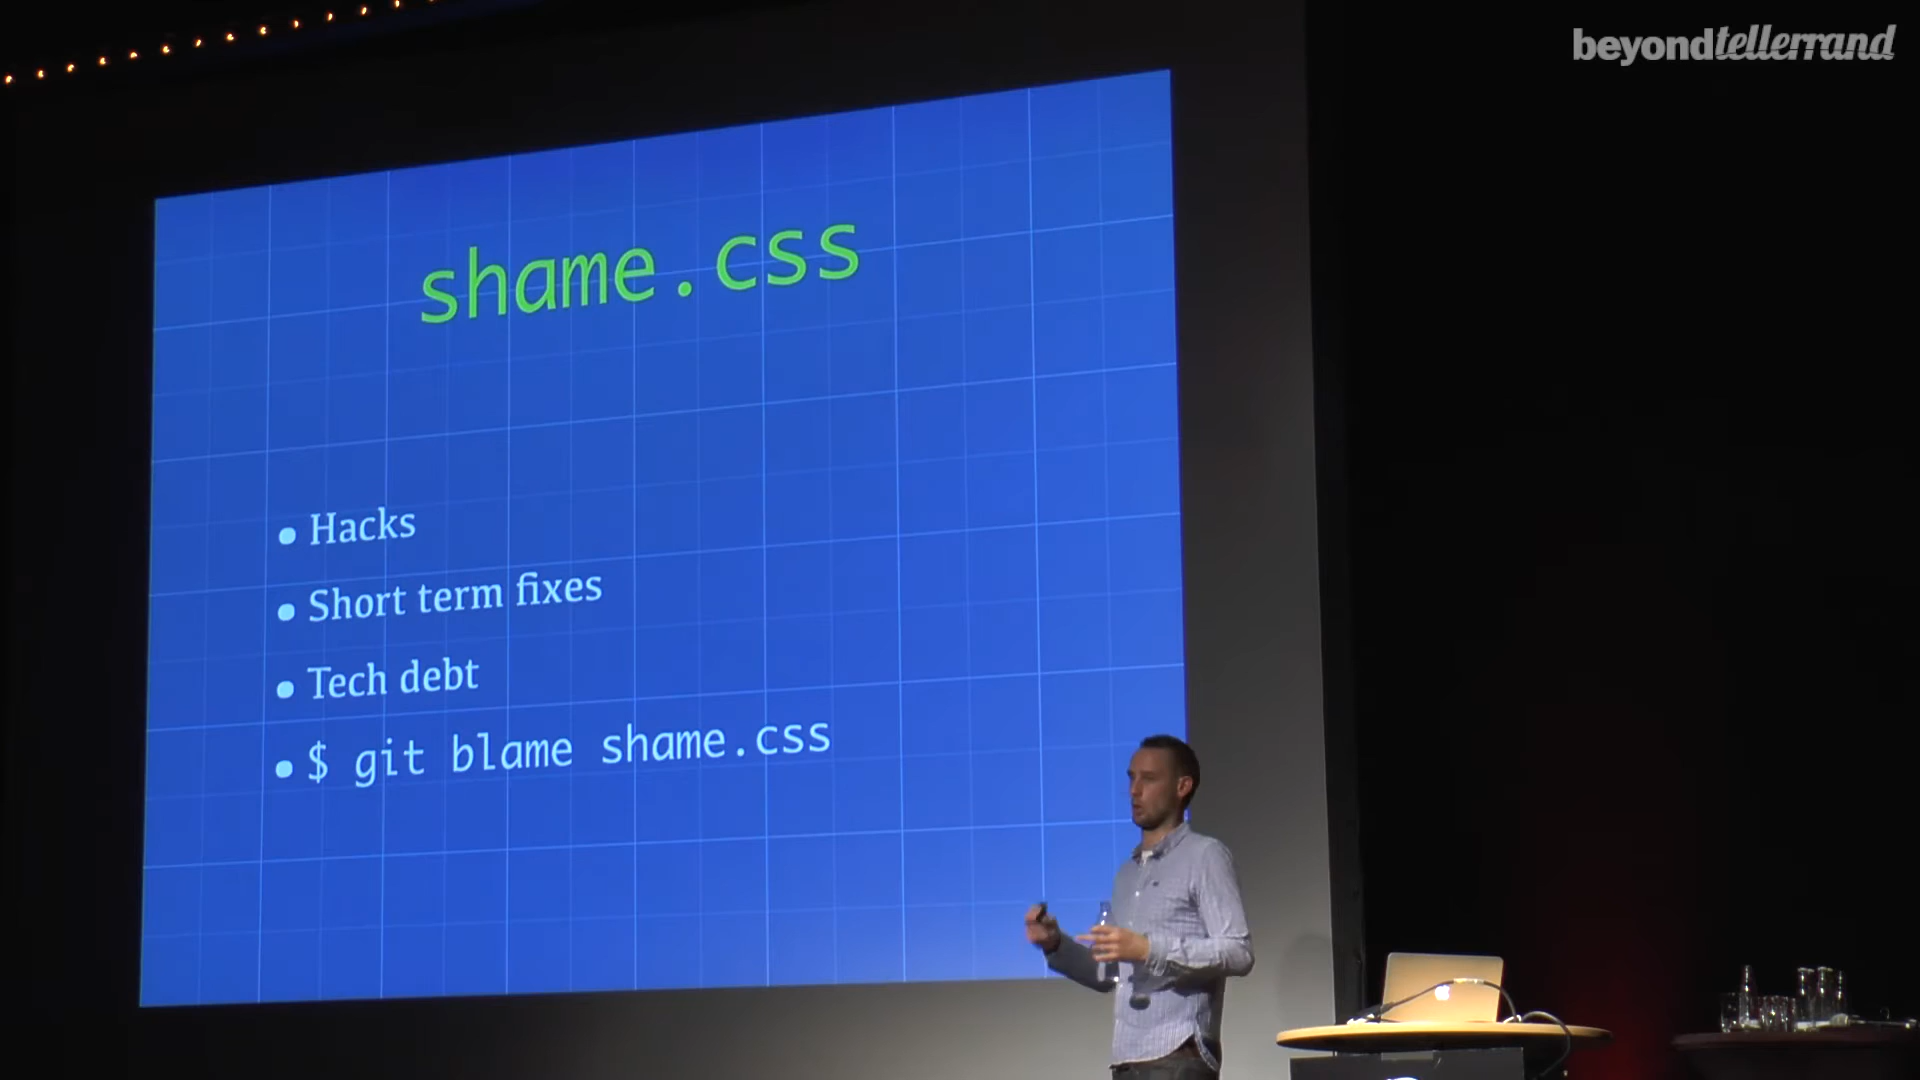 beyondtellerrand
shame.css
• Hacks
• Short term fixes
• Tech debt
• $ git blame shame.css